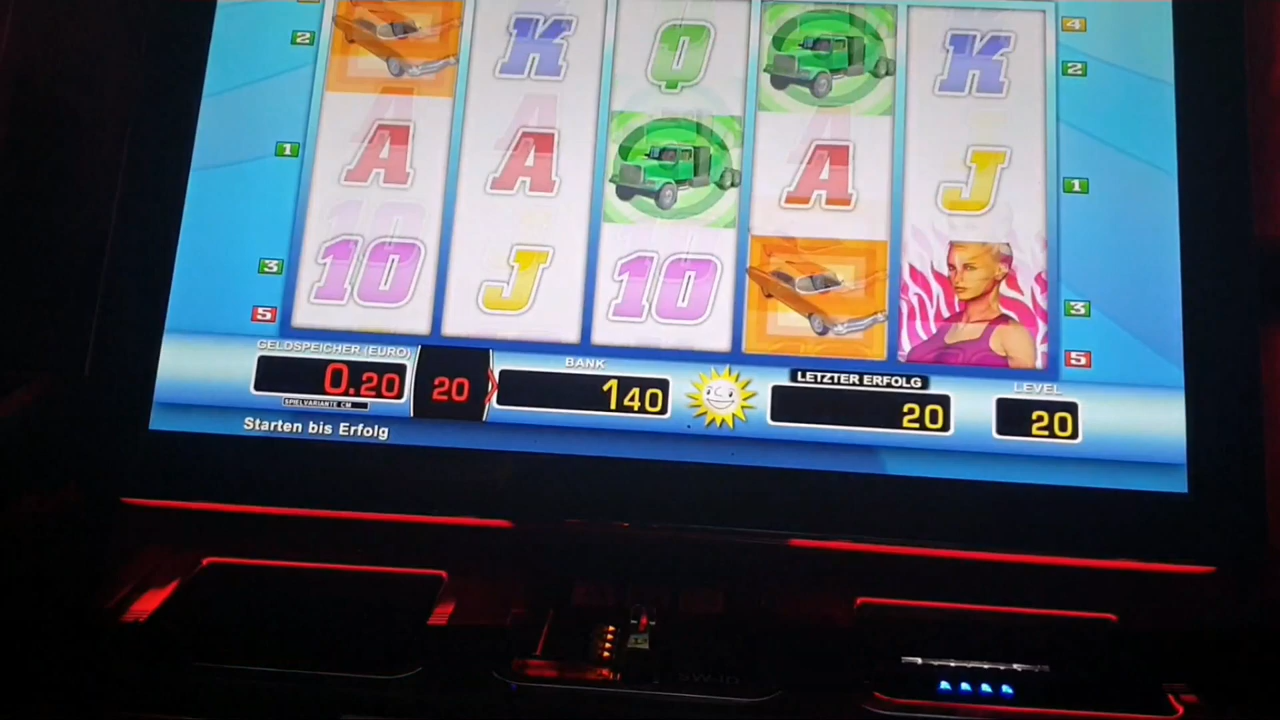 2 K Q K 4
2
1 A A A J 1
3 10 J 10 3
5 5
GELDSPEICHER (EURO) BANK LETZTER ERFOLG LEVEL
0.20 20 140 20 20
SPIELVARIANTE CM
Starten bis Erfolg